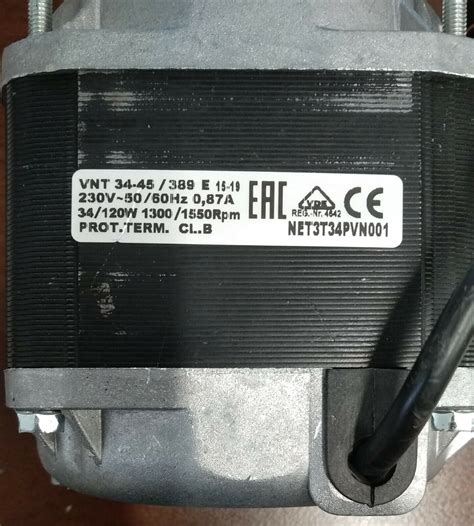 VNT 34-45 / 389 E 15-19
230V~50/60Hz 0,87A
34/120W 1300/1550Rpm
PROT.TERM. CL.B
EAC
VDE
REG.-Nr. 4642
CE
NET3T34PVN001